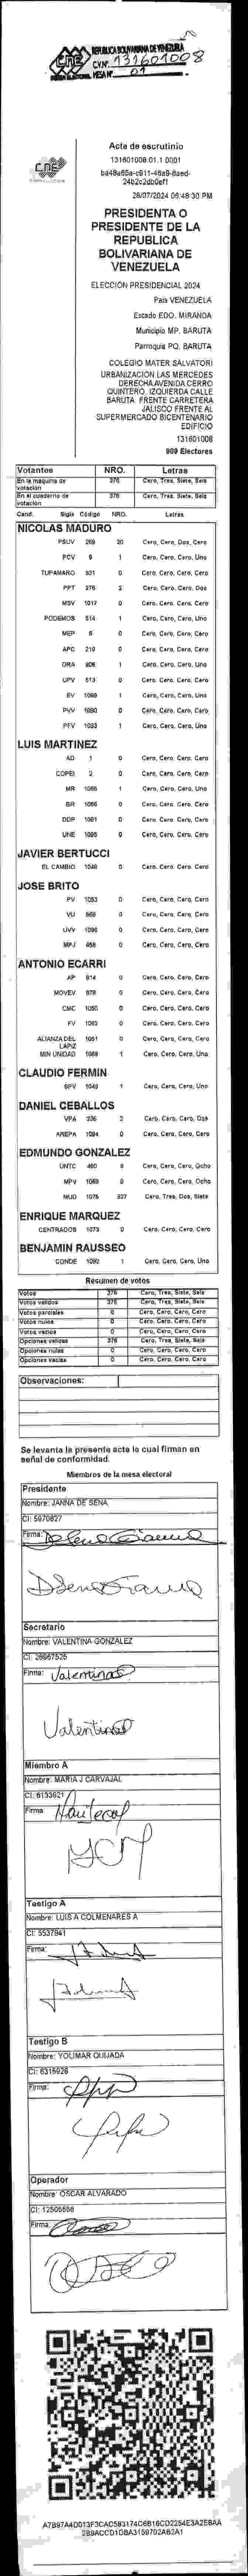 REPUBLICA BOLIVARIANA DE VENEZUELA
CNE
C.V.Nº. 131601008
MESA Nº. 01
CNE
Acta de escrutinio
131601008.01.1.0001
28/07/2024 06:48:30 PM
PRESIDENTA O
PRESIDENTE DE LA
REPUBLICA
BOLIVARIANA DE
VENEZUELA
ELECCIÓN PRESIDENCIAL 2024
País VENEZUELA
Estado EDO. MIRANDA
Municipio MP. BARUTA
Parroquia PQ. BARUTA
COLEGIO MATER SALVATORI
URBANIZACIÓN LAS MERCEDES
DERECHA AVENIDA CERRO
QUINTERO. IZQUIERDA CALLE
BARUTA. FRENTE CARRETERA
JALISCO FRENTE AL
SUPERMERCADO BICENTENARIO
EDIFICIO
131601008
909 Electores
Votantes NRO. Letras
En la maquina de votación 376 Cero, Tres, Siete, Seis
En el cuaderno de votación 376 Cero, Tres, Siete, Seis
Cand. Sigla Código NRO. Letras
NICOLAS MADURO
PSUV 269 20 Cero, Cero, Dos, Cero
PCV 9 1 Cero, Cero, Cero, Uno
TUPAMARO 931 0 Cero, Cero, Cero, Cero
PPT 276 2 Cero, Cero, Cero, Dos
MSV 1017 0 Cero, Cero, Cero, Cero
PODEMOS 514 1 Cero, Cero, Cero, Uno
MEP 6 0 Cero, Cero, Cero, Cero
APC 219 0 Cero, Cero, Cero, Cero
ORA 906 1 Cero, Cero, Cero, Uno
UPV 513 0 Cero, Cero, Cero, Cero
EV 1069 1 Cero, Cero, Cero, Uno
PVV 1090 0 Cero, Cero, Cero, Cero
PFV 1093 1 Cero, Cero, Cero, Uno
LUIS MARTINEZ
AD 1 0 Cero, Cero, Cero, Cero
COPEI 2 0 Cero, Cero, Cero, Cero
MR 1065 1 Cero, Cero, Cero, Uno
BR 1066 0 Cero, Cero, Cero, Cero
DDP 1091 0 Cero, Cero, Cero, Cero
UNE 1095 0 Cero, Cero, Cero, Cero
JAVIER BERTUCCI
EL CAMBIO 1048 0 Cero, Cero, Cero, Cero
JOSE BRITO
PV 1053 0 Cero, Cero, Cero, Cero
VU 868 0 Cero, Cero, Cero, Cero
UVV 1096 0 Cero, Cero, Cero, Cero
MPJ 458 0 Cero, Cero, Cero, Cero
ANTONIO ECARRI
AP 814 0 Cero, Cero, Cero, Cero
MOVEV 978 0 Cero, Cero, Cero, Cero
CMC 1050 0 Cero, Cero, Cero, Cero
FV 1063 0 Cero, Cero, Cero, Cero
ALIANZA DEL LAPIZ 1051 0 Cero, Cero, Cero, Cero
MIN UNIDAD 1088 1 Cero, Cero, Cero, Uno
CLAUDIO FERMIN
SPV 1049 1 Cero, Cero, Cero, Uno
DANIEL CEBALLOS
VPA 235 2 Cero, Cero, Cero, Dos
AREPA 1094 0 Cero, Cero, Cero, Cero
EDMUNDO GONZALEZ
UNTC 460 8 Cero, Cero, Cero, Ocho
MPV 1069 8 Cero, Cero, Cero, Ocho
MUD 1075 327 Cero, Tres, Dos, Siete
ENRIQUE MARQUEZ
CENTRADOS 1073 0 Cero, Cero, Cero, Cero
BENJAMIN RAUSSEO
CONDE 1092 1 Cero, Cero, Cero, Uno
Resumen de votos
Votos 376 Cero, Tres, Siete, Seis
Votos validos 376 Cero, Tres, Siete, Seis
Votos parciales 0 Cero, Cero, Cero, Cero
Votos nulos 0 Cero, Cero, Cero, Cero
Votos vacios 0 Cero, Cero, Cero, Cero
Opciones validas 376 Cero, Tres, Siete, Seis
Opciones nulas 0 Cero, Cero, Cero, Cero
Opciones vacias 0 Cero, Cero, Cero, Cero
Observaciones:
Se levanta la presente acta la cual firman en
señal de conformidad.
Miembros de la mesa electoral
Presidente
Nombre: JANNA DE SENA
CI: 5970827
Firma:
Secretario
Nombre: VALENTINA GONZALEZ
CI: 26967525
Firma: Valentina
Valentina
Miembro A
Nombre: MARIA J CARVAJAL
CI: 6133921
Firma
Testigo A
Nombre: LUIS A COLMENARES A
CI: 5537841
Firma:
Testigo B
Nombre: YOLIMAR QUIJADA
CI: 6315928
Firma:
Operador
Nombre: OSCAR ALVARADO
CI: 12505558
Firma: